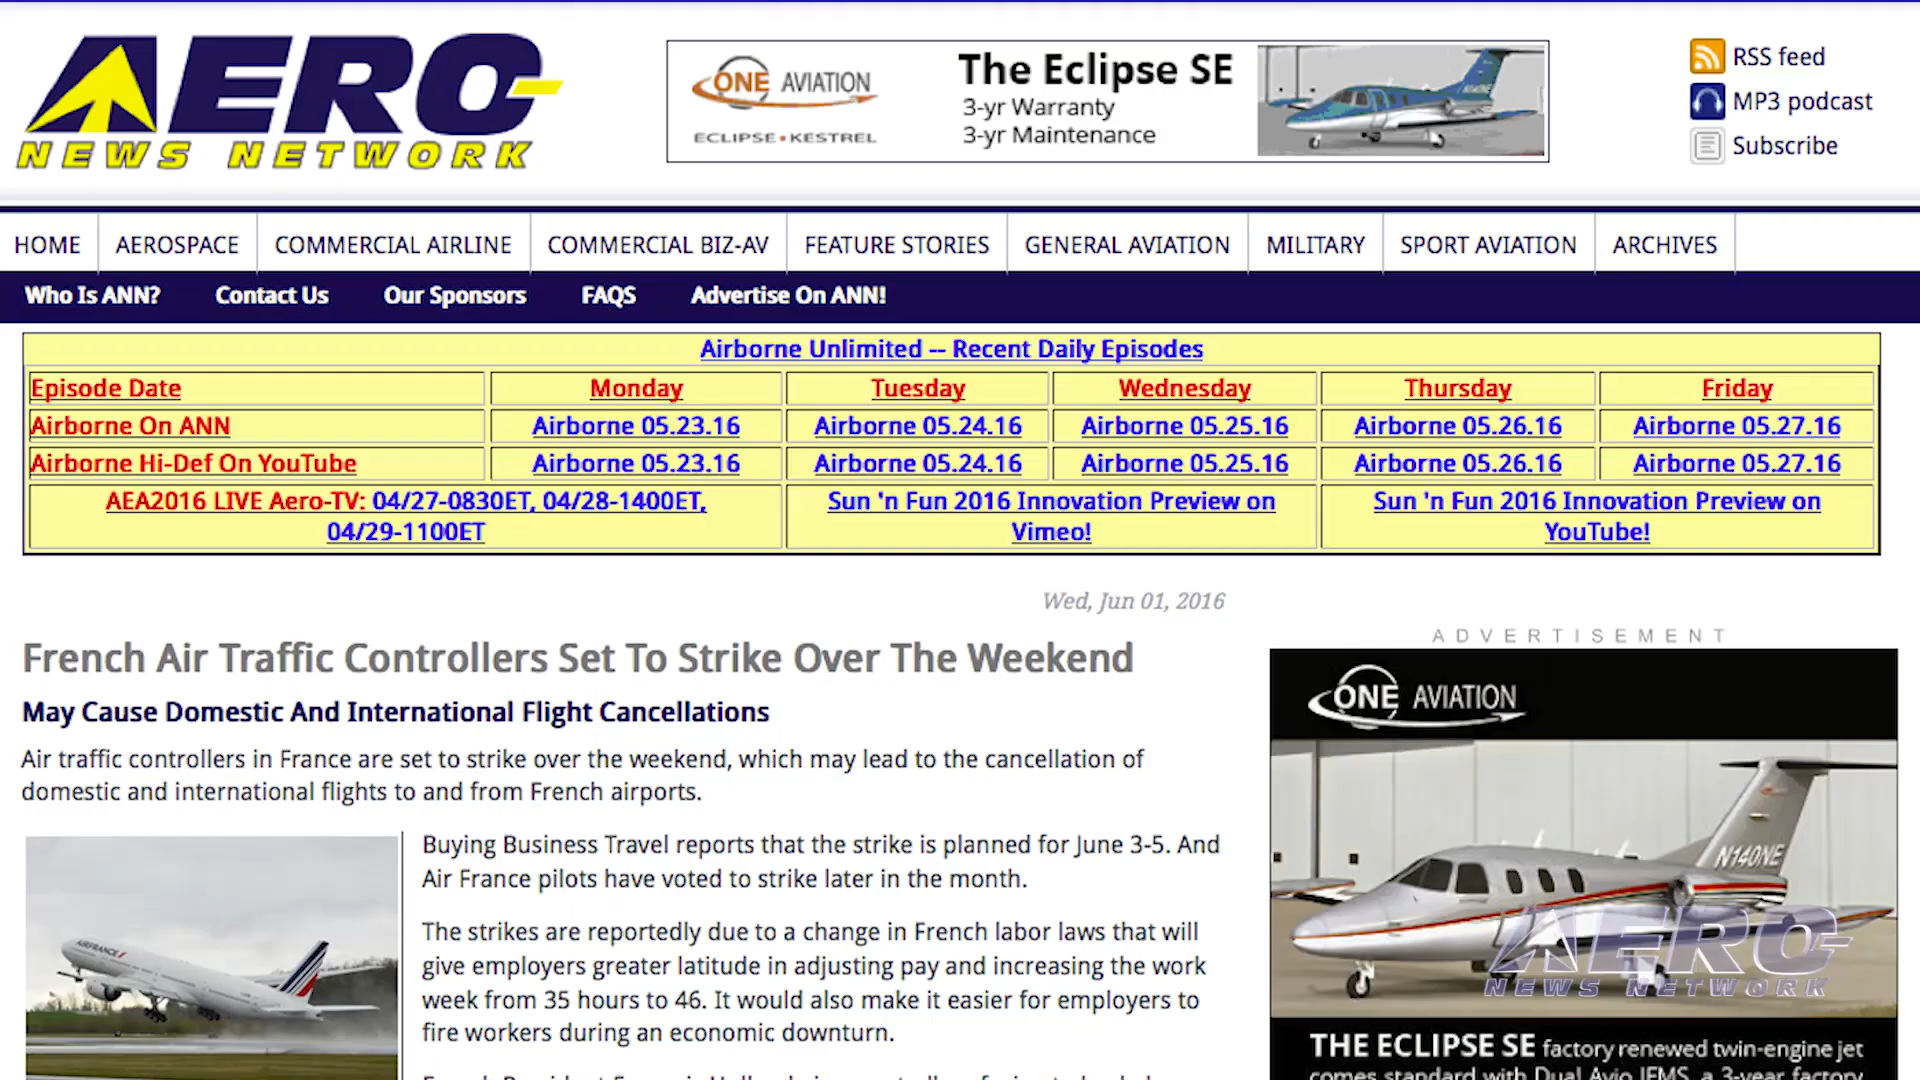 AERO
NEWS NETWORK
ONE AVIATION
ECLIPSE • KESTREL
The Eclipse SE
3-yr Warranty
3-yr Maintenance
RSS feed
MP3 podcast
Subscribe
HOME
AEROSPACE
COMMERCIAL AIRLINE
COMMERCIAL BIZ-AV
FEATURE STORIES
GENERAL AVIATION
MILITARY
SPORT AVIATION
ARCHIVES
Who Is ANN?
Contact Us
Our Sponsors
FAQS
Advertise On ANN!
Airborne Unlimited -- Recent Daily Episodes
Episode Date Monday Tuesday Wednesday Thursday Friday
Airborne On ANN Airborne 05.23.16 Airborne 05.24.16 Airborne 05.25.16 Airborne 05.26.16 Airborne 05.27.16
Airborne Hi-Def On YouTube Airborne 05.23.16 Airborne 05.24.16 Airborne 05.25.16 Airborne 05.26.16 Airborne 05.27.16
AEA2016 LIVE Aero-TV: 04/27-0830ET, 04/28-1400ET,
04/29-1100ET
Sun 'n Fun 2016 Innovation Preview on
Vimeo!
Sun 'n Fun 2016 Innovation Preview on
YouTube!
Wed, Jun 01, 2016
French Air Traffic Controllers Set To Strike Over The Weekend
May Cause Domestic And International Flight Cancellations
Air traffic controllers in France are set to strike over the weekend, which may lead to the cancellation of
domestic and international flights to and from French airports.
Buying Business Travel reports that the strike is planned for June 3-5. And
Air France pilots have voted to strike later in the month.
The strikes are reportedly due to a change in French labor laws that will
give employers greater latitude in adjusting pay and increasing the work
week from 35 hours to 46. It would also make it easier for employers to
fire workers during an economic downturn.
AIRFRANCE
ADVERTISEMENT
ONE AVIATION
N140NE
AERO
NEWS NETWORK
THE ECLIPSE SE factory renewed twin-engine jet
comes standard with Dual Avio IFMS, a 3-year factory